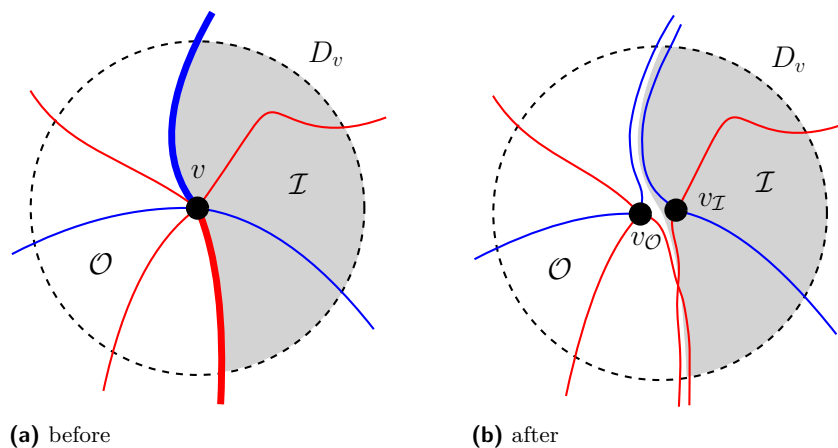 D_v D_v
v
𝓘 𝓘
v_𝓘
v_𝓞
𝓞 𝓞
(a) before (b) after